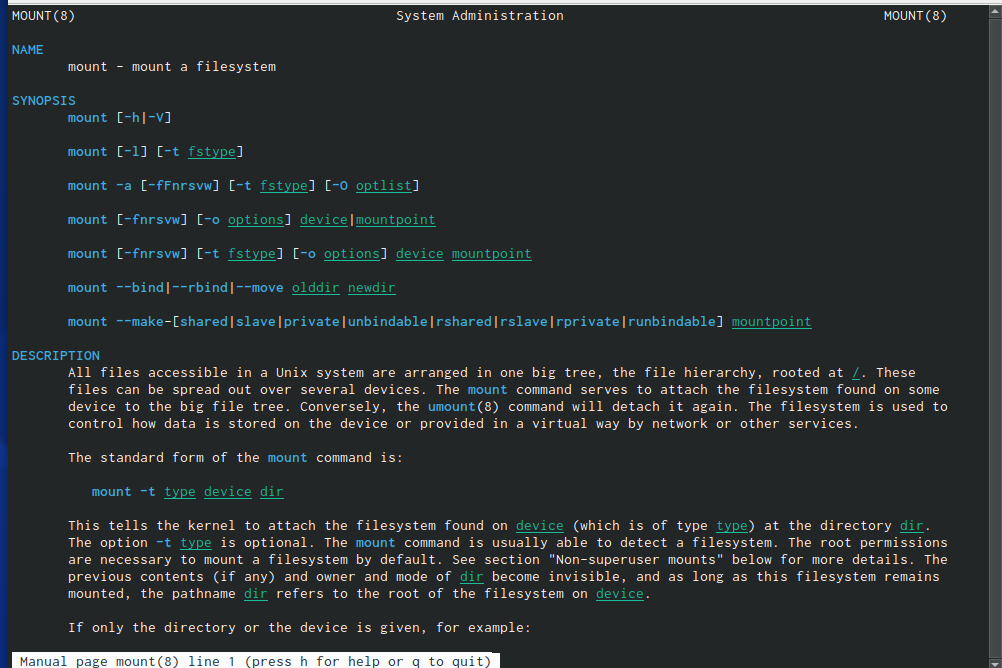 MOUNT(8) System Administration MOUNT(8)
NAME
mount - mount a filesystem
SYNOPSIS
mount [-h|-V]
mount [-l] [-t fstype]
mount -a [-fFnrsvw] [-t fstype] [-O optlist]
mount [-fnrsvw] [-o options] device|mountpoint
mount [-fnrsvw] [-t fstype] [-o options] device mountpoint
mount --bind|--rbind|--move olddir newdir
mount --make-[shared|slave|private|unbindable|rshared|rslave|rprivate|runbindable] mountpoint
DESCRIPTION
All files accessible in a Unix system are arranged in one big tree, the file hierarchy, rooted at /. These
files can be spread out over several devices. The mount command serves to attach the filesystem found on some
device to the big file tree. Conversely, the umount(8) command will detach it again. The filesystem is used to
control how data is stored on the device or provided in a virtual way by network or other services.
The standard form of the mount command is:
mount -t type device dir
This tells the kernel to attach the filesystem found on device (which is of type type) at the directory dir.
The option -t type is optional. The mount command is usually able to detect a filesystem. The root permissions
are necessary to mount a filesystem by default. See section "Non-superuser mounts" below for more details. The
previous contents (if any) and owner and mode of dir become invisible, and as long as this filesystem remains
mounted, the pathname dir refers to the root of the filesystem on device.
If only the directory or the device is given, for example:
Manual page mount(8) line 1 (press h for help or q to quit)